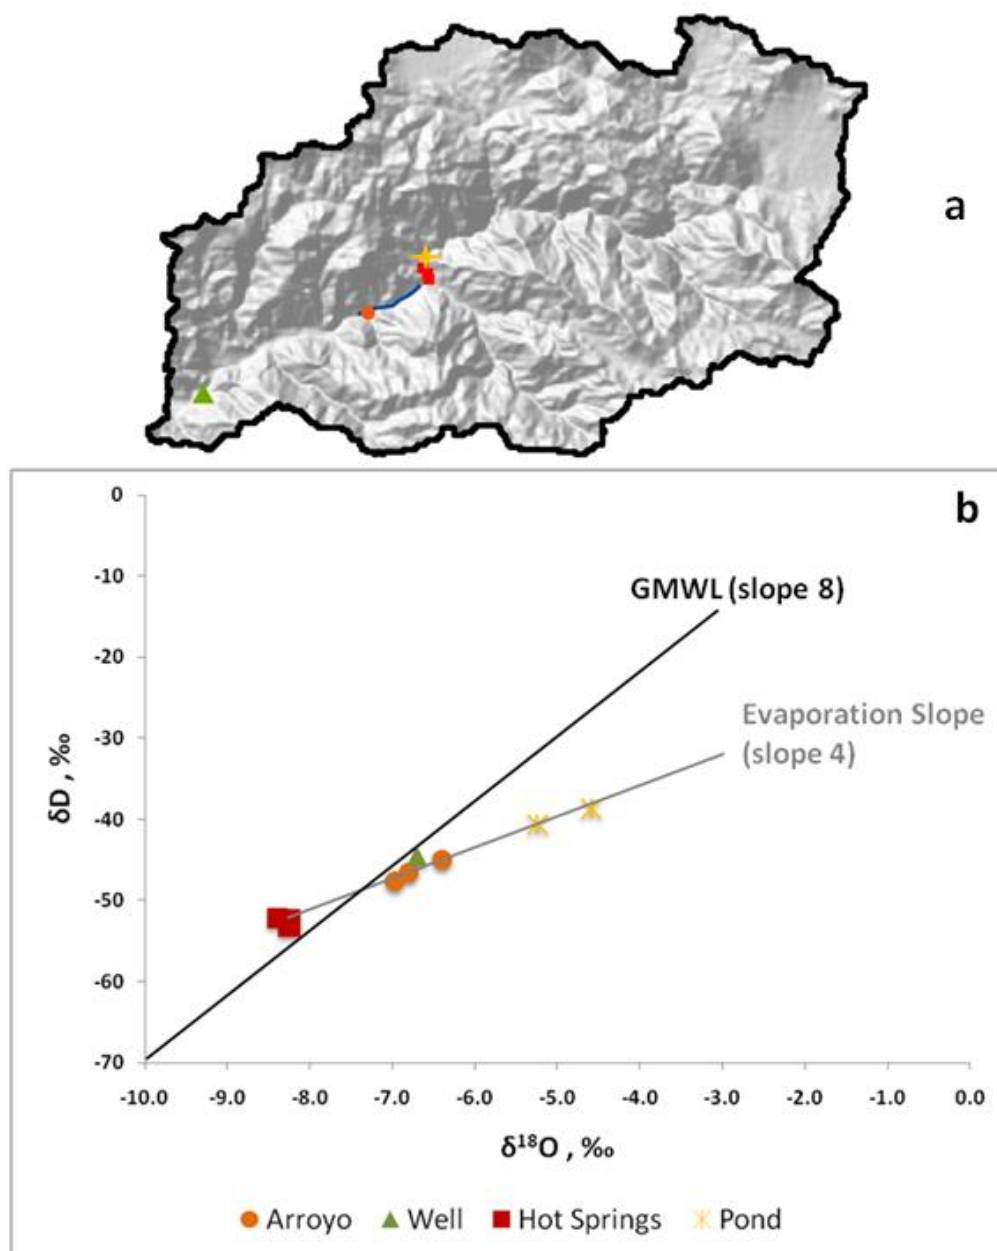 a
b
0
-10
-20
-30
-40
-50
-60
-70
GMWL (slope 8)
Evaporation Slope
(slope 4)
δD , ‰
-10.0 -9.0 -8.0 -7.0 -6.0 -5.0 -4.0 -3.0 -2.0 -1.0 0.0
δ¹⁸O , ‰
Arroyo Well Hot Springs Pond